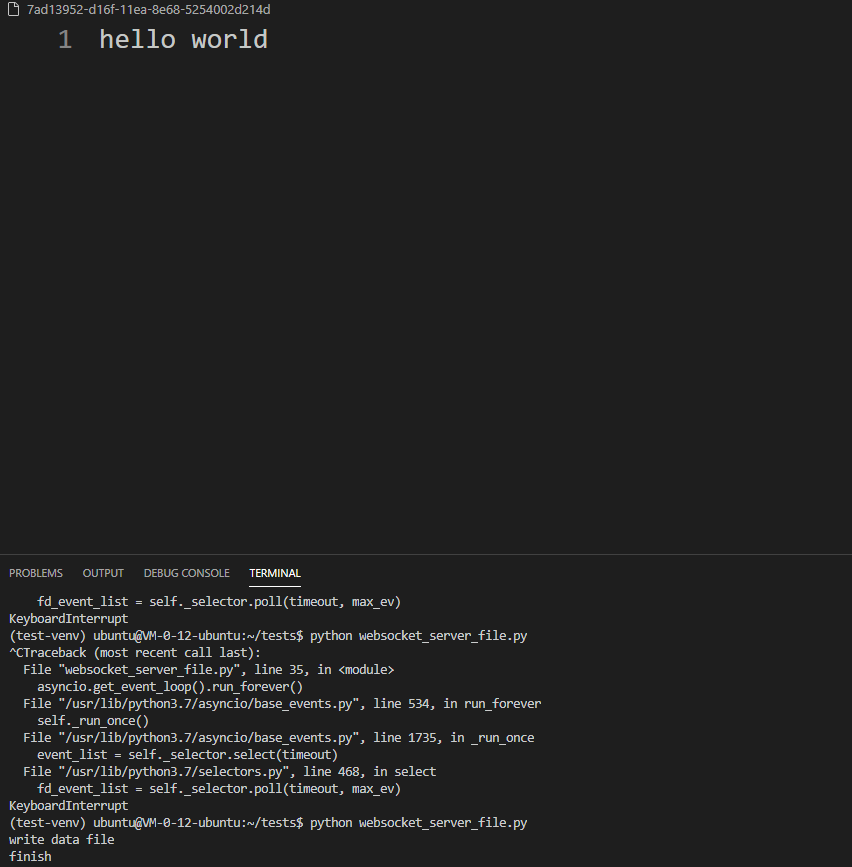 7ad13952-d16f-11ea-8e68-5254002d214d
1 hello world
PROBLEMS OUTPUT DEBUG CONSOLE TERMINAL
fd_event_list = self._selector.poll(timeout, max_ev)
KeyboardInterrupt
(test-venv) ubuntu@VM-0-12-ubuntu:~/tests$ python websocket_server_file.py
^CTraceback (most recent call last):
  File "websocket_server_file.py", line 35, in <module>
    asyncio.get_event_loop().run_forever()
  File "/usr/lib/python3.7/asyncio/base_events.py", line 534, in run_forever
    self._run_once()
  File "/usr/lib/python3.7/asyncio/base_events.py", line 1735, in _run_once
    event_list = self._selector.select(timeout)
  File "/usr/lib/python3.7/selectors.py", line 468, in select
    fd_event_list = self._selector.poll(timeout, max_ev)
KeyboardInterrupt
(test-venv) ubuntu@VM-0-12-ubuntu:~/tests$ python websocket_server_file.py
write data file
finish